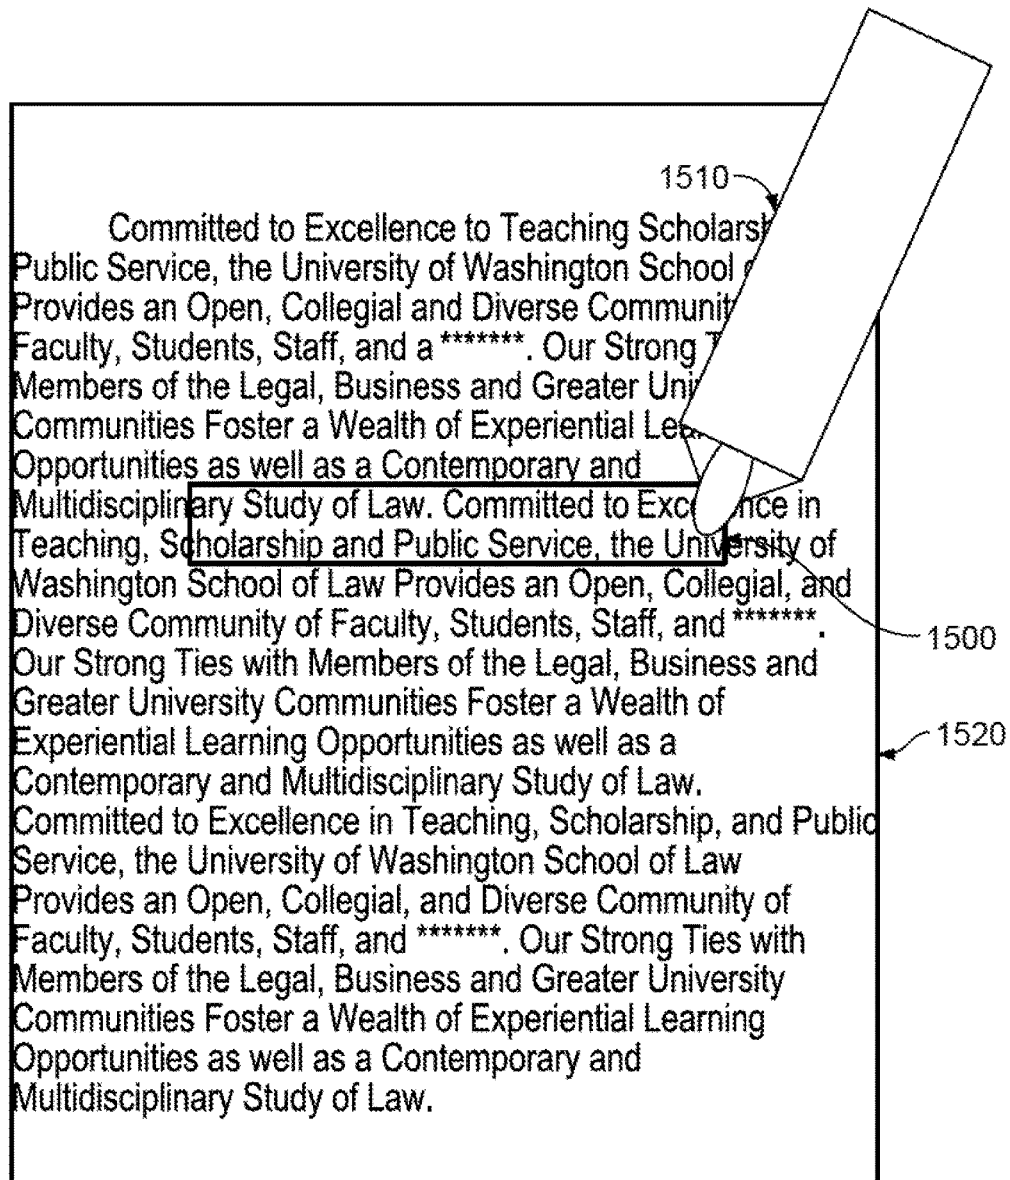 1510
Committed to Excellence to Teaching
Public Service, the University of Washington School
Provides an Open, Collegial and Diverse
Faculty, Students, Staff, and a *******. Our Strong
Members of the Legal, Business and Greater
Communities Foster a Wealth of Experiential
Opportunities as well as a Contemporary and
Multidisciplinary Study of Law. Committed to in
Teaching, Scholarship and Public Service, the University of
Washington School of Law Provides an Open, Collegial, and
Diverse Community of Faculty, Students, Staff, and *******.
1500
Our Strong Ties with Members of the Legal, Business and
Greater University Communities Foster a Wealth of
1520
Experiential Learning Opportunities as well as a
Contemporary and Multidisciplinary Study of Law.
Committed to Excellence in Teaching, Scholarship, and Public
Service, the University of Washington School of Law
Provides an Open, Collegial, and Diverse Community of
Faculty, Students, Staff, and *******. Our Strong Ties with
Members of the Legal, Business and Greater University
Communities Foster a Wealth of Experiential Learning
Opportunities as well as a Contemporary and
Multidisciplinary Study of Law.